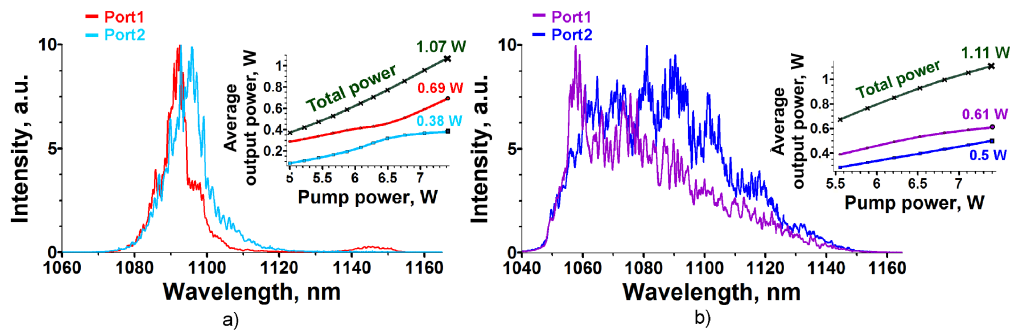 Port1
Port2
10
5
0
Intensity, a.u.
1060
1080
1100
1120
1140
1160
Wavelength, nm
Average
output power, W
1
0.8
0.6
0.4
0.2
5
5.5
6
6.5
7
Pump power, W
Total power
1.07 W
0.69 W
0.38 W
a)
Port1
Port2
10
5
0
Intensity, a.u.
1040
1060
1080
1100
1120
1140
1160
Wavelength, nm
Average
output power, W
1
0.8
0.6
0.4
5.5
6
6.5
7
Pump power, W
Total power
1.11 W
0.61 W
0.5 W
b)